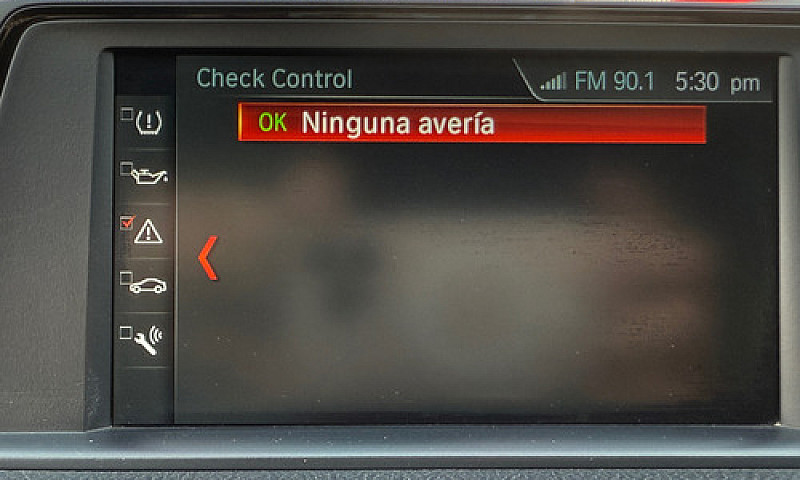 Check Control
FM 90.1 5:30 pm
OK Ninguna avería